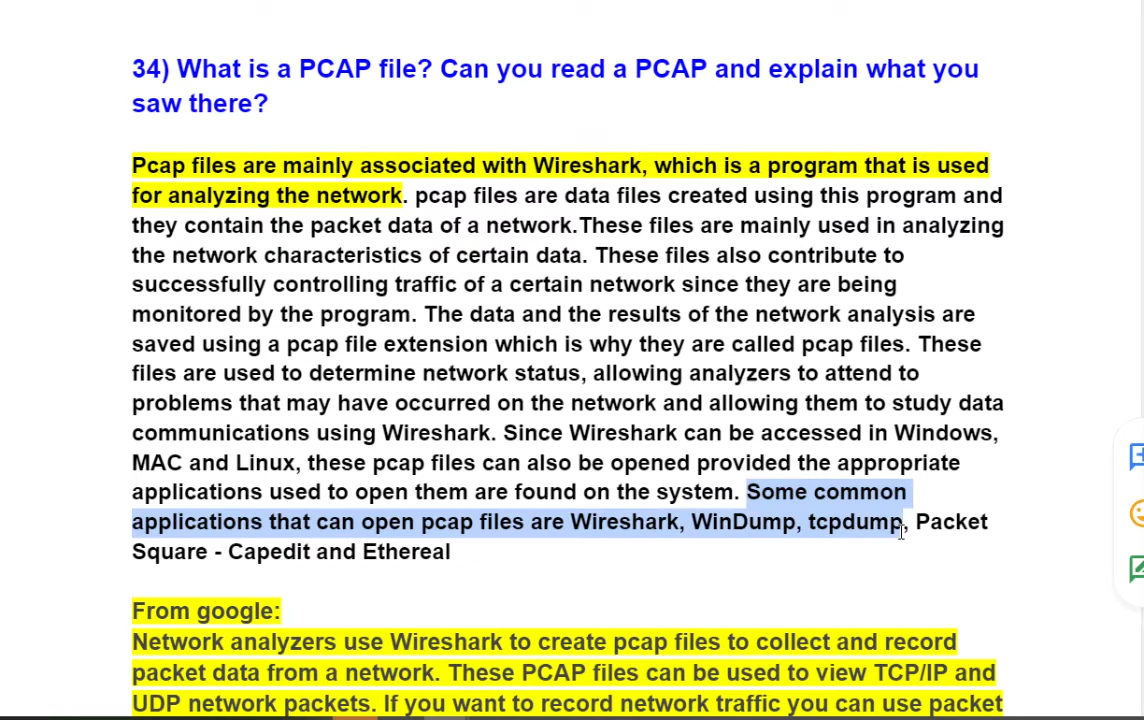 34) What is a PCAP file? Can you read a PCAP and explain what you
saw there?
Pcap files are mainly associated with Wireshark, which is a program that is used
for analyzing the network. pcap files are data files created using this program and
they contain the packet data of a network.These files are mainly used in analyzing
the network characteristics of certain data. These files also contribute to
successfully controlling traffic of a certain network since they are being
monitored by the program. The data and the results of the network analysis are
saved using a pcap file extension which is why they are called pcap files. These
files are used to determine network status, allowing analyzers to attend to
problems that may have occurred on the network and allowing them to study data
communications using Wireshark. Since Wireshark can be accessed in Windows,
MAC and Linux, these pcap files can also be opened provided the appropriate
applications used to open them are found on the system. Some common
applications that can open pcap files are Wireshark, WinDump, tcpdump, Packet
Square - Capedit and Ethereal
From google:
Network analyzers use Wireshark to create pcap files to collect and record
packet data from a network. These PCAP files can be used to view TCP/IP and
UDP network packets. If you want to record network traffic you can use packet